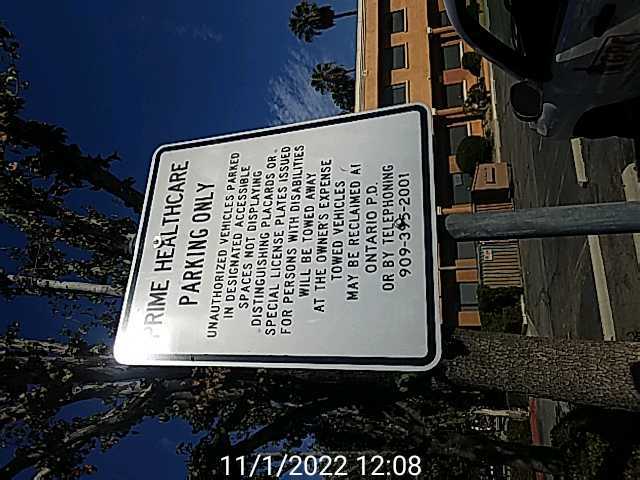 PRIME HEALTHCARE
PARKING ONLY
UNAUTHORIZED VEHICLES PARKED
IN DESIGNATED ACCESSIBLE
SPACES NOT DISPLAYING
DISTINGUISHING PLACARDS OR
SPECIAL LICENSE PLATES ISSUED
FOR PERSONS WITH DISABILITIES
WILL BE TOWED AWAY
AT THE OWNER'S EXPENSE
TOWED VEHICLES
MAY BE RECLAIMED AT
ONTARIO P.D.
OR BY TELEPHONING
909-395-2001
11/1/2022 12:08